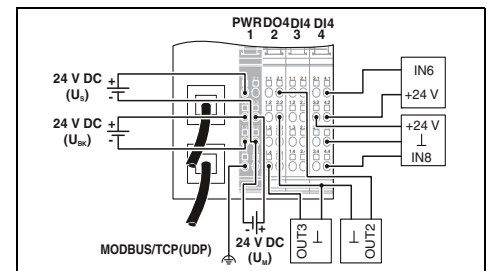 PWR DO4 DI4 DI4
1 2 3 4
24 V DC
(US)
+
-
24 V DC
(UBK)
+
-
IN6
+24 V
+24 V
⊥
IN8
MODBUS/TCP(UDP)
- +
24 V DC
(UM)
OUT3
⊥
⊥
OUT2